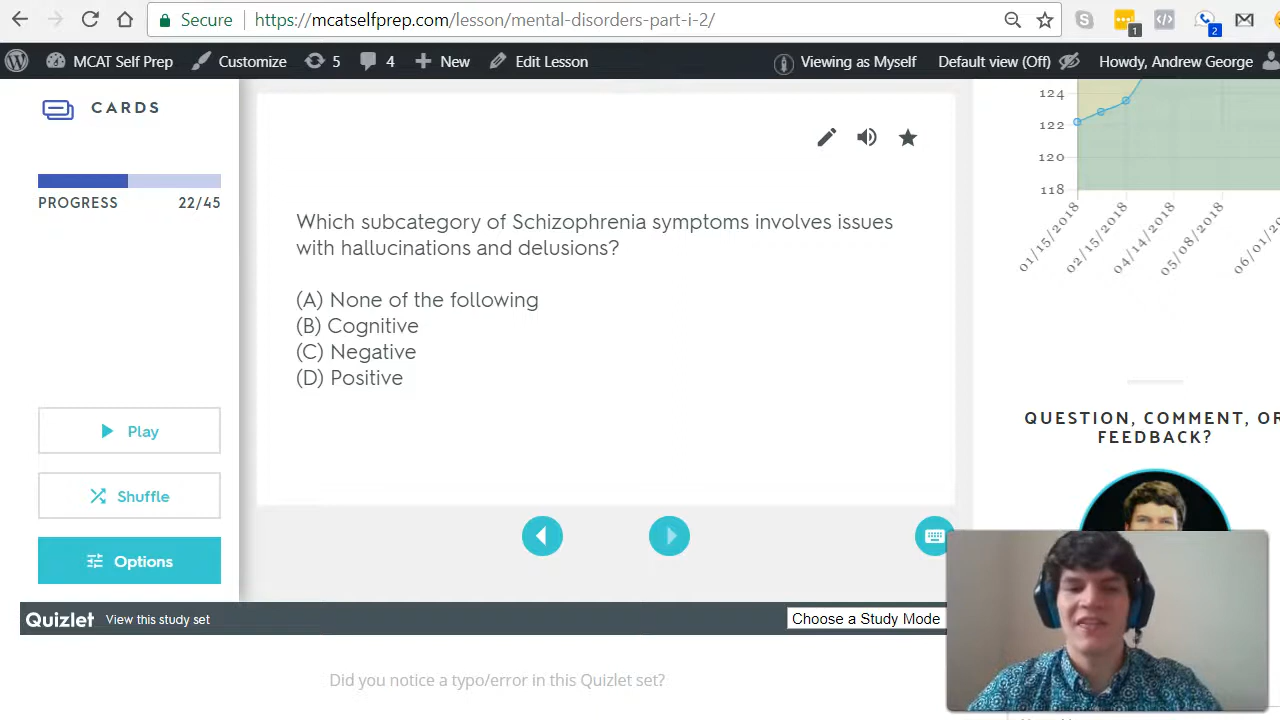 Secure
https://mcatselfprep.com/lesson/mental-disorders-part-i-2/
1
2
MCAT Self Prep
Customize
5
4
New
Edit Lesson
Viewing as Myself
Default view (Off)
Howdy, Andrew George
CARDS
PROGRESS 22/45
Which subcategory of Schizophrenia symptoms involves issues
with hallucinations and delusions?
(A) None of the following
(B) Cognitive
(C) Negative
(D) Positive
Play
Shuffle
Options
Quizlet View this study set
Choose a Study Mode
Did you notice a typo/error in this Quizlet set?
124
122
120
118
01/15/2018
02/15/2018
04/14/2018
05/08/2018
QUESTION, COMMENT, OR
FEEDBACK?